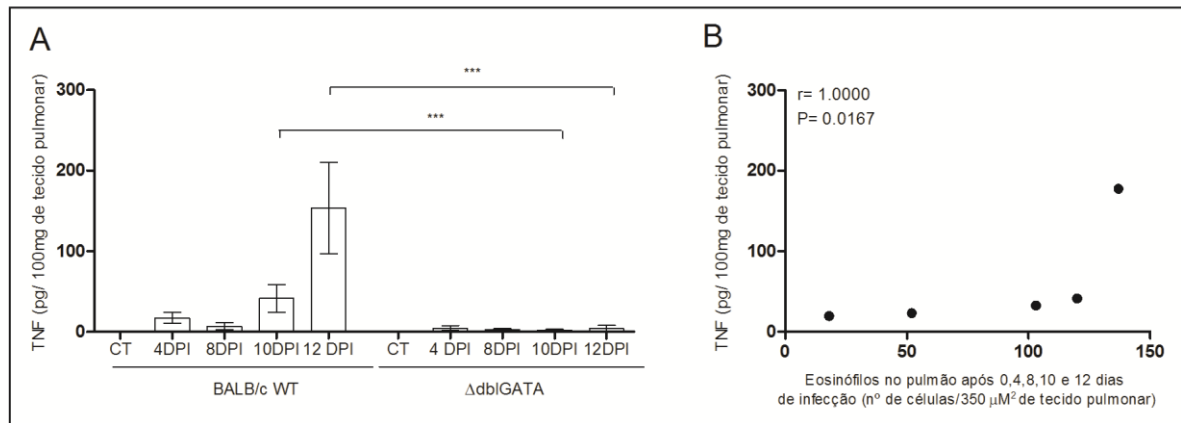 A
TNF (pg/ 100mg de tecido pulmonar)
300
200
100
0
***
***
CT 4DPI 8DPI 10DPI 12 DPI CT 4 DPI 8DPI 10DPI 12DPI
BALB/c WT ΔdblGATA
B
TNF (pg/ 100mg de tecido pulmonar)
r= 1.0000
P= 0.0167
300
200
100
0
0 50 100 150
Eosinófilos no pulmão após 0,4,8,10 e 12 dias
de infecção (nº de células/350 µM² de tecido pulmonar)